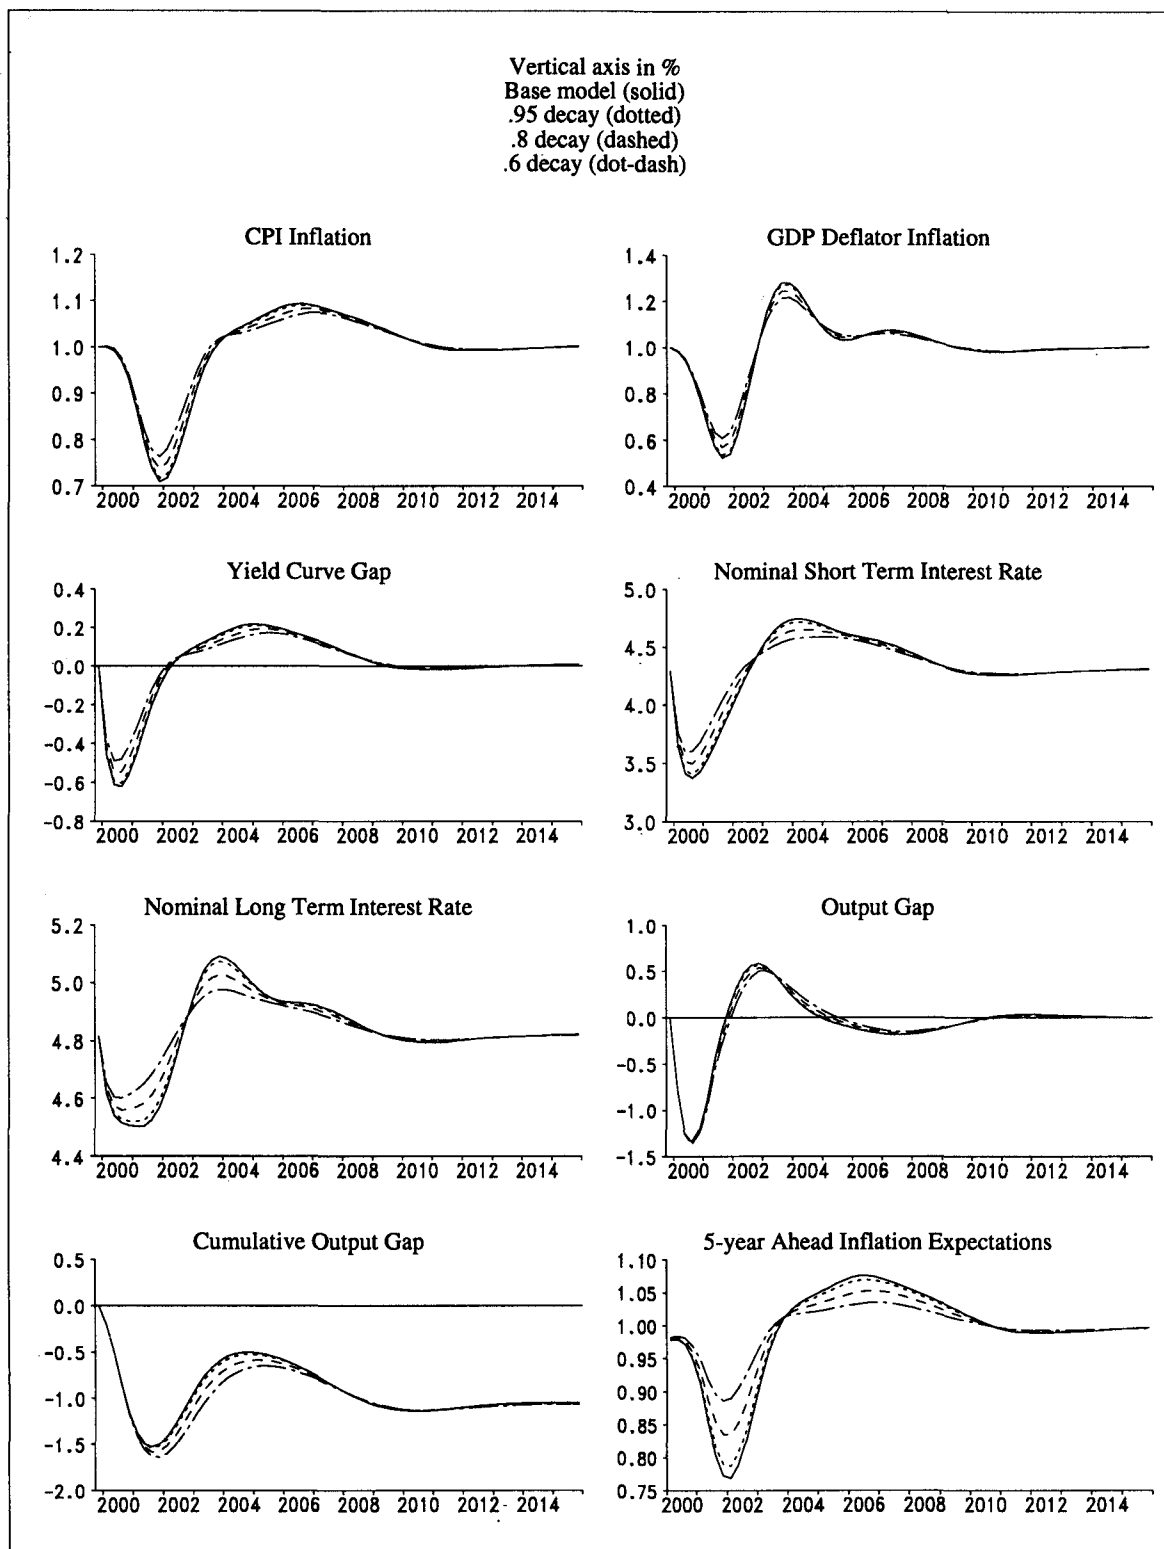 Vertical axis in %
Base model (solid)
.95 decay (dotted)
.8 decay (dashed)
.6 decay (dot-dash)
CPI Inflation
1.2
1.1
1.0
0.9
0.8
0.7
2000 2002 2004 2006 2008 2010 2012 2014
GDP Deflator Inflation
1.4
1.2
1.0
0.8
0.6
0.4
2000 2002 2004 2006 2008 2010 2012 2014
Yield Curve Gap
0.4
0.2
0.0
-0.2
-0.4
-0.6
-0.8
2000 2002 2004 2006 2008 2010 2012 2014
Nominal Short Term Interest Rate
5.0
4.5
4.0
3.5
3.0
2000 2002 2004 2006 2008 2010 2012 2014
Nominal Long Term Interest Rate
5.2
5.0
4.8
4.6
4.4
2000 2002 2004 2006 2008 2010 2012 2014
Output Gap
1.0
0.5
0.0
-0.5
-1.0
-1.5
2000 2002 2004 2006 2008 2010 2012 2014
Cumulative Output Gap
0.5
0.0
-0.5
-1.0
-1.5
-2.0
2000 2002 2004 2006 2008 2010 2012 2014
5-year Ahead Inflation Expectations
1.10
1.05
1.00
0.95
0.90
0.85
0.80
0.75
2000 2002 2004 2006 2008 2010 2012 2014